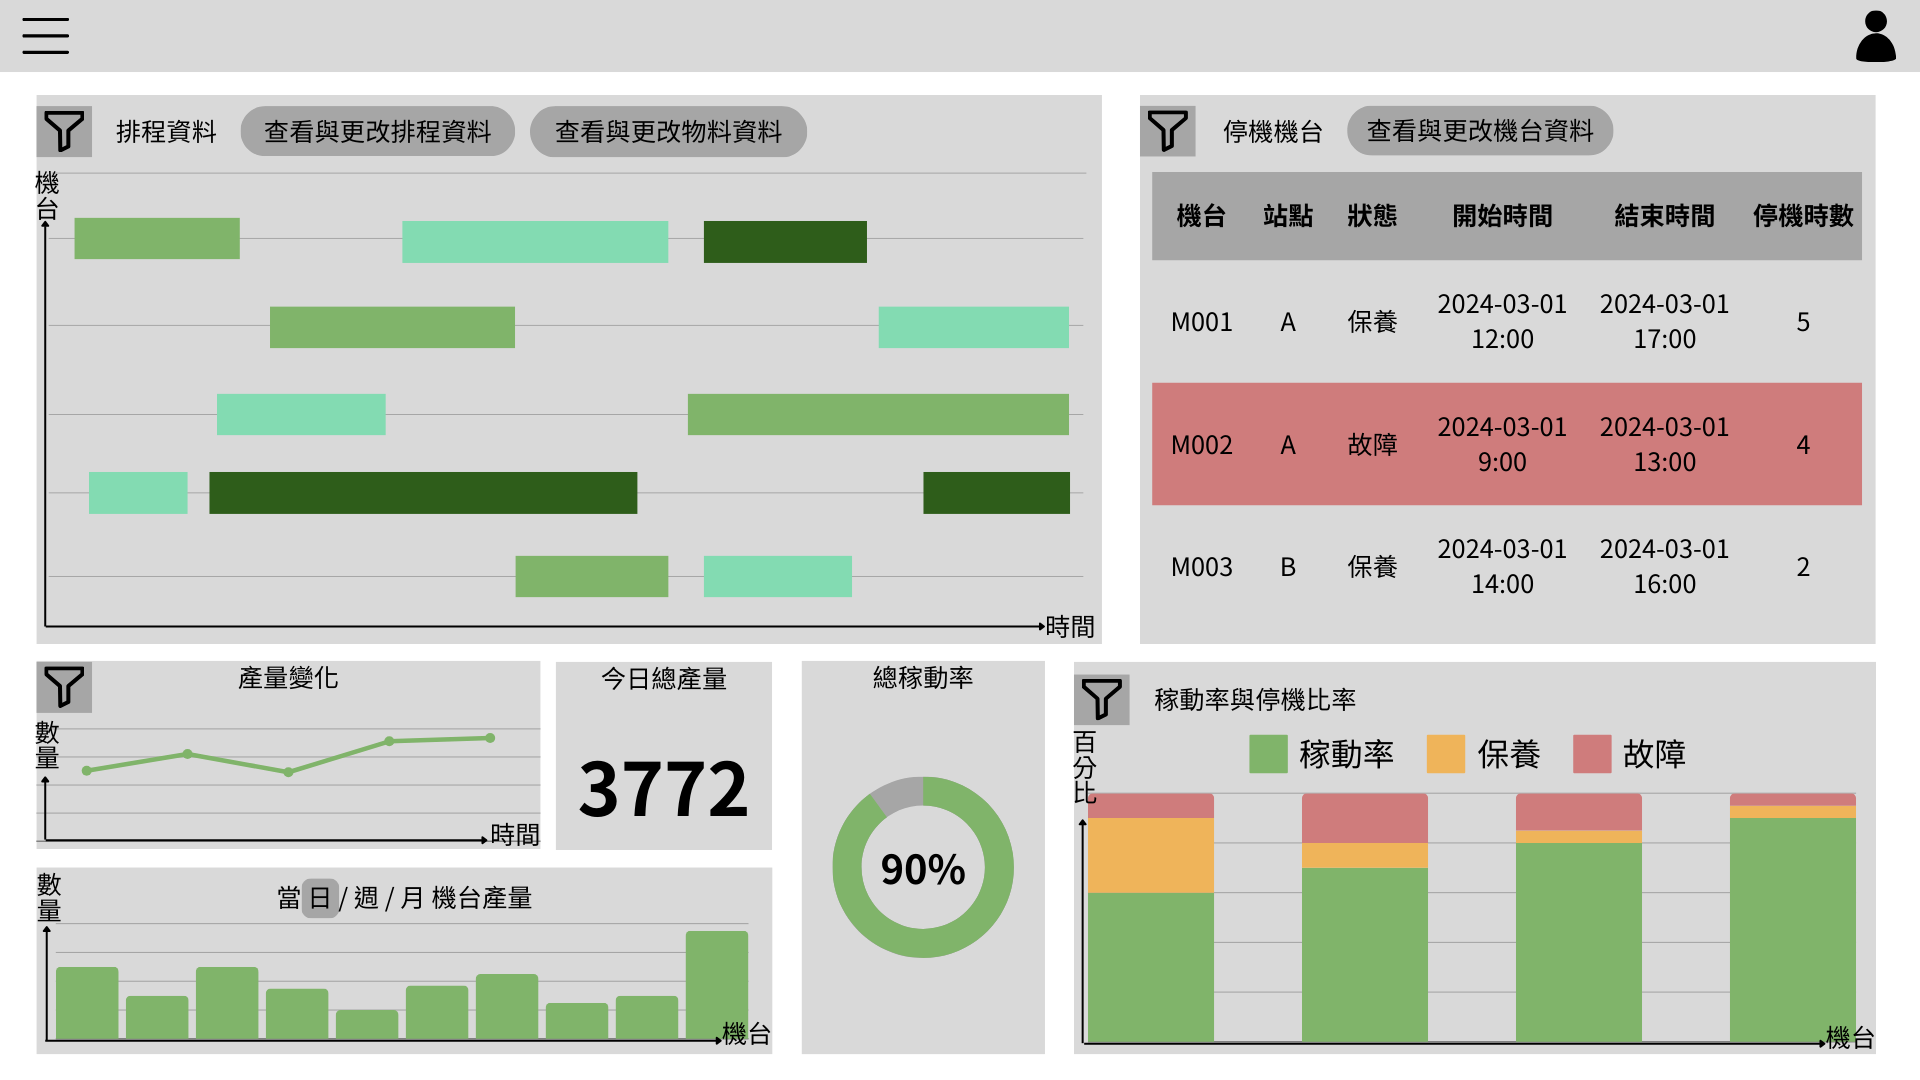 排程資料
查看與更改排程資料
查看與更改物料資料
機
台
時間
停機機台
查看與更改機台資料
機台 站點 狀態 開始時間 結束時間 停機時數
M001 A 保養 2024-03-01 12:00 2024-03-01 17:00 5
M002 A 故障 2024-03-01 9:00 2024-03-01 13:00 4
M003 B 保養 2024-03-01 14:00 2024-03-01 16:00 2
產量變化
數
量
時間
今日總產量
3772
總稼動率
90%
稼動率與停機比率
百
分
比
稼動率 保養 故障
機台
當 日 / 週 / 月 機台產量
數
量
機台